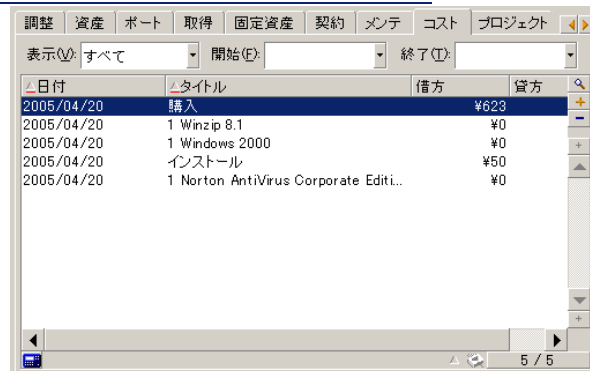 調整 資産 ポート 取得 固定資産 契約 メンテ コスト プロジェクト
表示(V): すべて 開始(F): 終了(T):
日付 タイトル 借方 貸方
2005/04/20 購入 ¥623
2005/04/20 1 Winzip 8.1 ¥0
2005/04/20 1 Windows 2000 ¥0
2005/04/20 インストール ¥50
2005/04/20 1 Norton AntiVirus Corporate Editi... ¥0
5 / 5